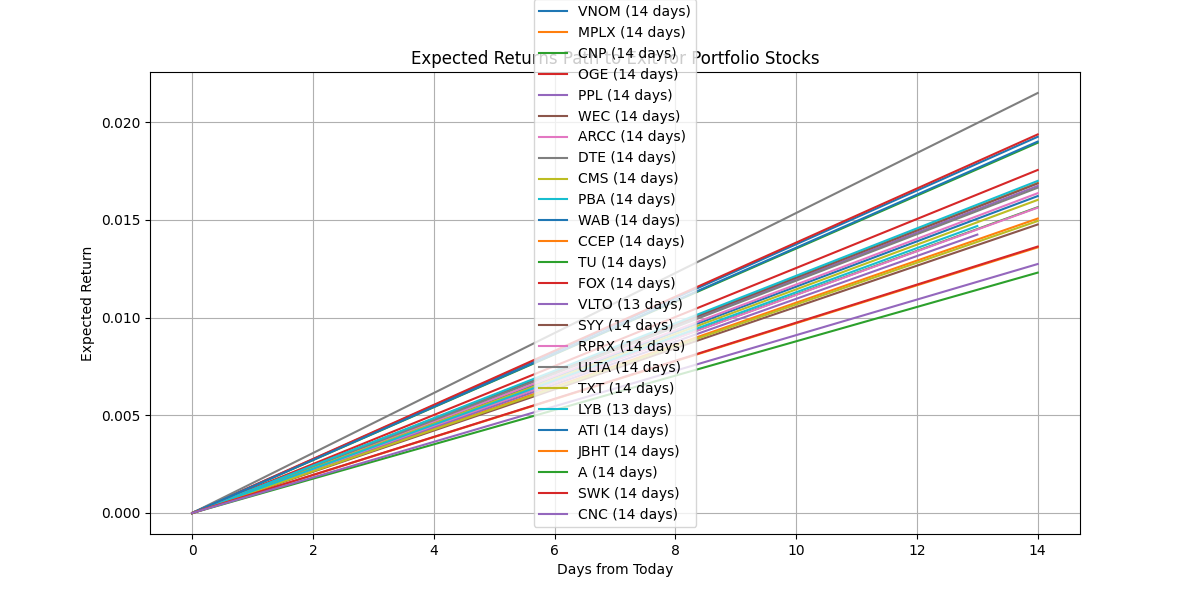 VNOM (14 days)
MPLX (14 days)
CNP (14 days)
Expected Returns Path to Exit for Portfolio Stocks
OGE (14 days)
PPL (14 days)
WEC (14 days)
ARCC (14 days)
DTE (14 days)
CMS (14 days)
PBA (14 days)
WAB (14 days)
CCEP (14 days)
TU (14 days)
FOX (14 days)
VLTO (13 days)
SYY (14 days)
RPRX (14 days)
ULTA (14 days)
TXT (14 days)
LYB (13 days)
ATI (14 days)
JBHT (14 days)
A (14 days)
SWK (14 days)
CNC (14 days)
Expected Return
0.020
0.015
0.010
0.005
0.000
0 2 4 6 8 10 12 14
Days from Today